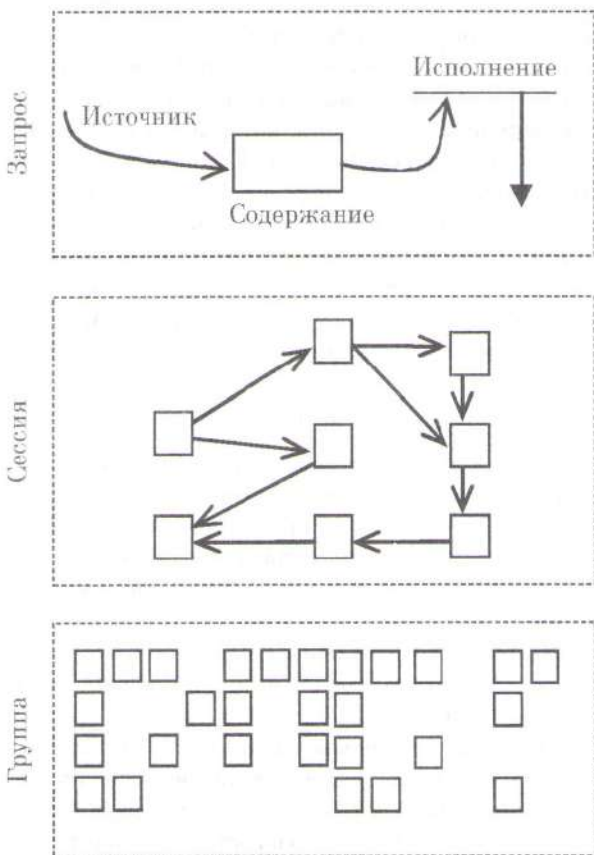 Запрос
Исполнение
Источник
Содержание
Сессия
Группа